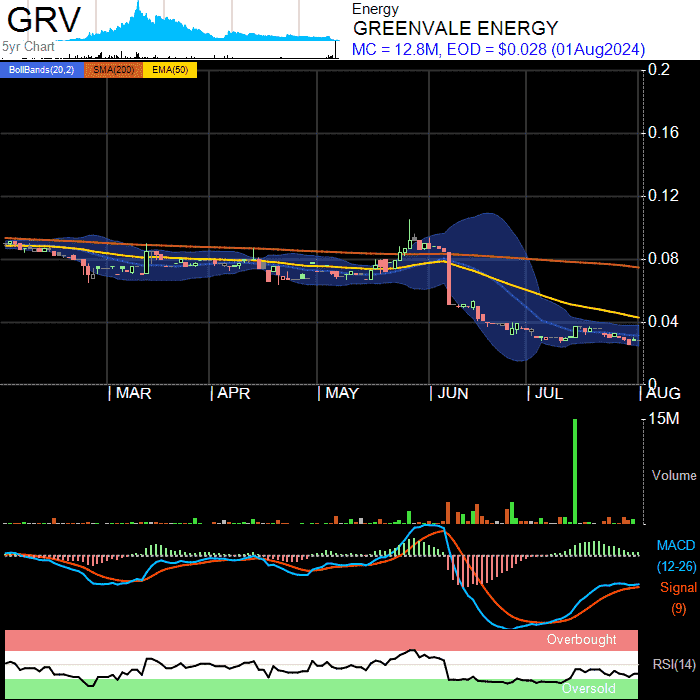 GRV
5yr Chart
Energy
GREENVALE ENERGY
MC = 12.8M, EOD = $0.028 (01Aug2024)
BollBands(20,2) SMA(200) EMA(50)
0.2
0.16
0.12
0.08
0.04
0
MAR APR MAY JUN JUL AUG
15M
Volume
MACD
(12-26)
Signal
(9)
Overbought
RSI(14)
Oversold